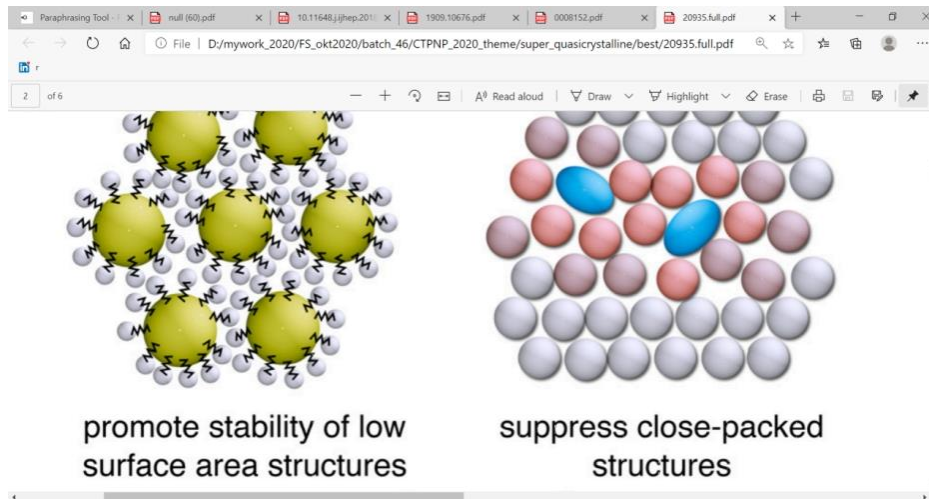 Paraphrasing Tool - 
null (60).pdf
10.11648.j.ijhep.201
1909.10676.pdf
0008152.pdf
20935.full.pdf
File | D:/mywork_2020/FS_okt2020/batch_46/CTPNP_2020_theme/super_quasicrystalline/best/20935.full.pdf
r
2 of 6
Read aloud
Draw
Highlight
Erase
promote stability of low
surface area structures
suppress close-packed
structures